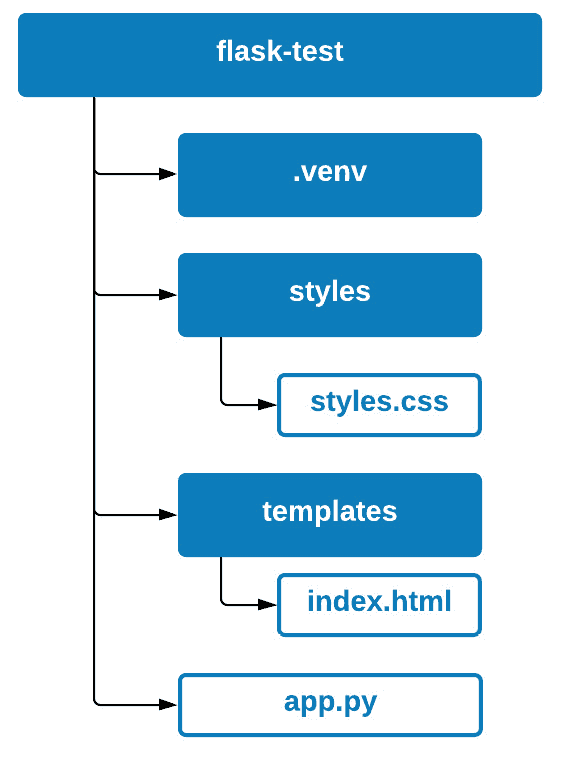 flask-test
.venv
styles
styles.css
templates
index.html
app.py